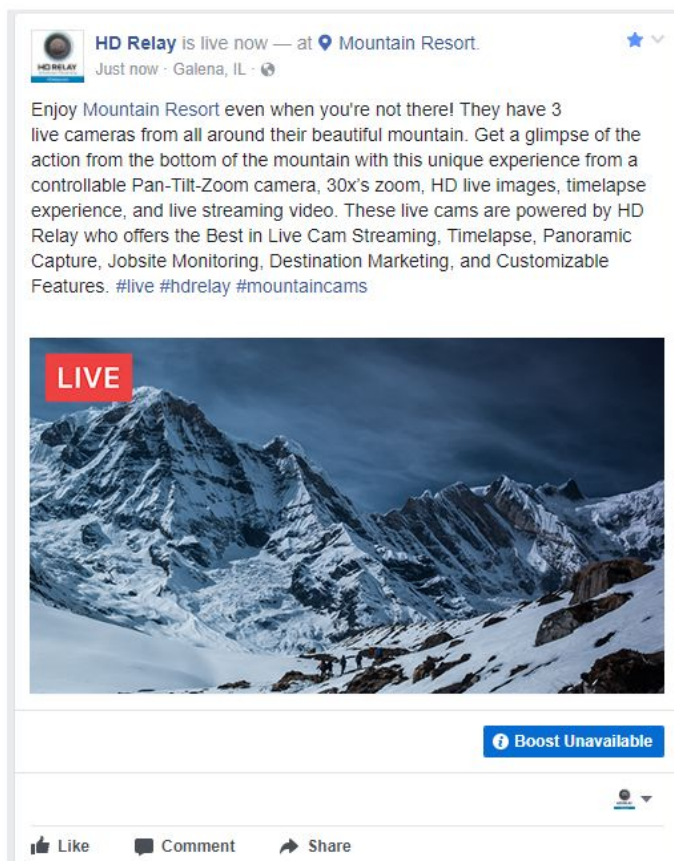 HD Relay is live now — at Mountain Resort.
HD RELAY
Just now · Galena, IL ·
Enjoy Mountain Resort even when you're not there! They have 3
live cameras from all around their beautiful mountain. Get a glimpse of the
action from the bottom of the mountain with this unique experience from a
controllable Pan-Tilt-Zoom camera, 30x's zoom, HD live images, timelapse
experience, and live streaming video. These live cams are powered by HD
Relay who offers the Best in Live Cam Streaming, Timelapse, Panoramic
Capture, Jobsite Monitoring, Destination Marketing, and Customizable
Features. #live #hdrelay #mountaincams
LIVE
Boost Unavailable
Like Comment Share